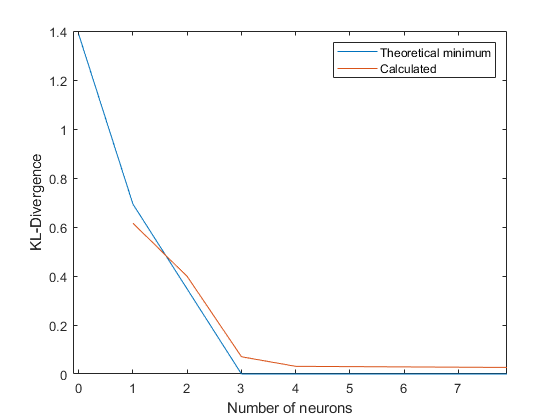 Theoretical minimum
Calculated
1.4
1.2
1
0.8
0.6
0.4
0.2
0
KL-Divergence
0 1 2 3 4 5 6 7
Number of neurons